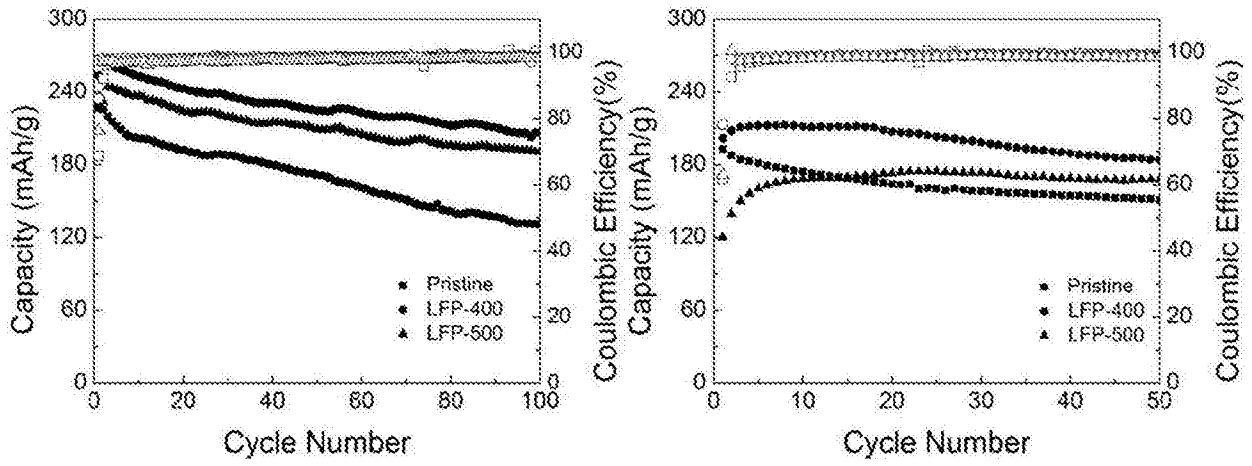 300
240
180
120
60
0
Capacity (mAh/g)
100
80
60
40
20
0
Coulombic Efficiency(%)
Pristine
LFP-400
LFP-500
0 20 40 60 80 100
Cycle Number
300
240
180
120
60
0
Capacity (mAh/g)
100
80
60
40
20
0
Coulombic Efficiency(%)
Pristine
LFP-400
LFP-500
0 10 20 30 40 50
Cycle Number